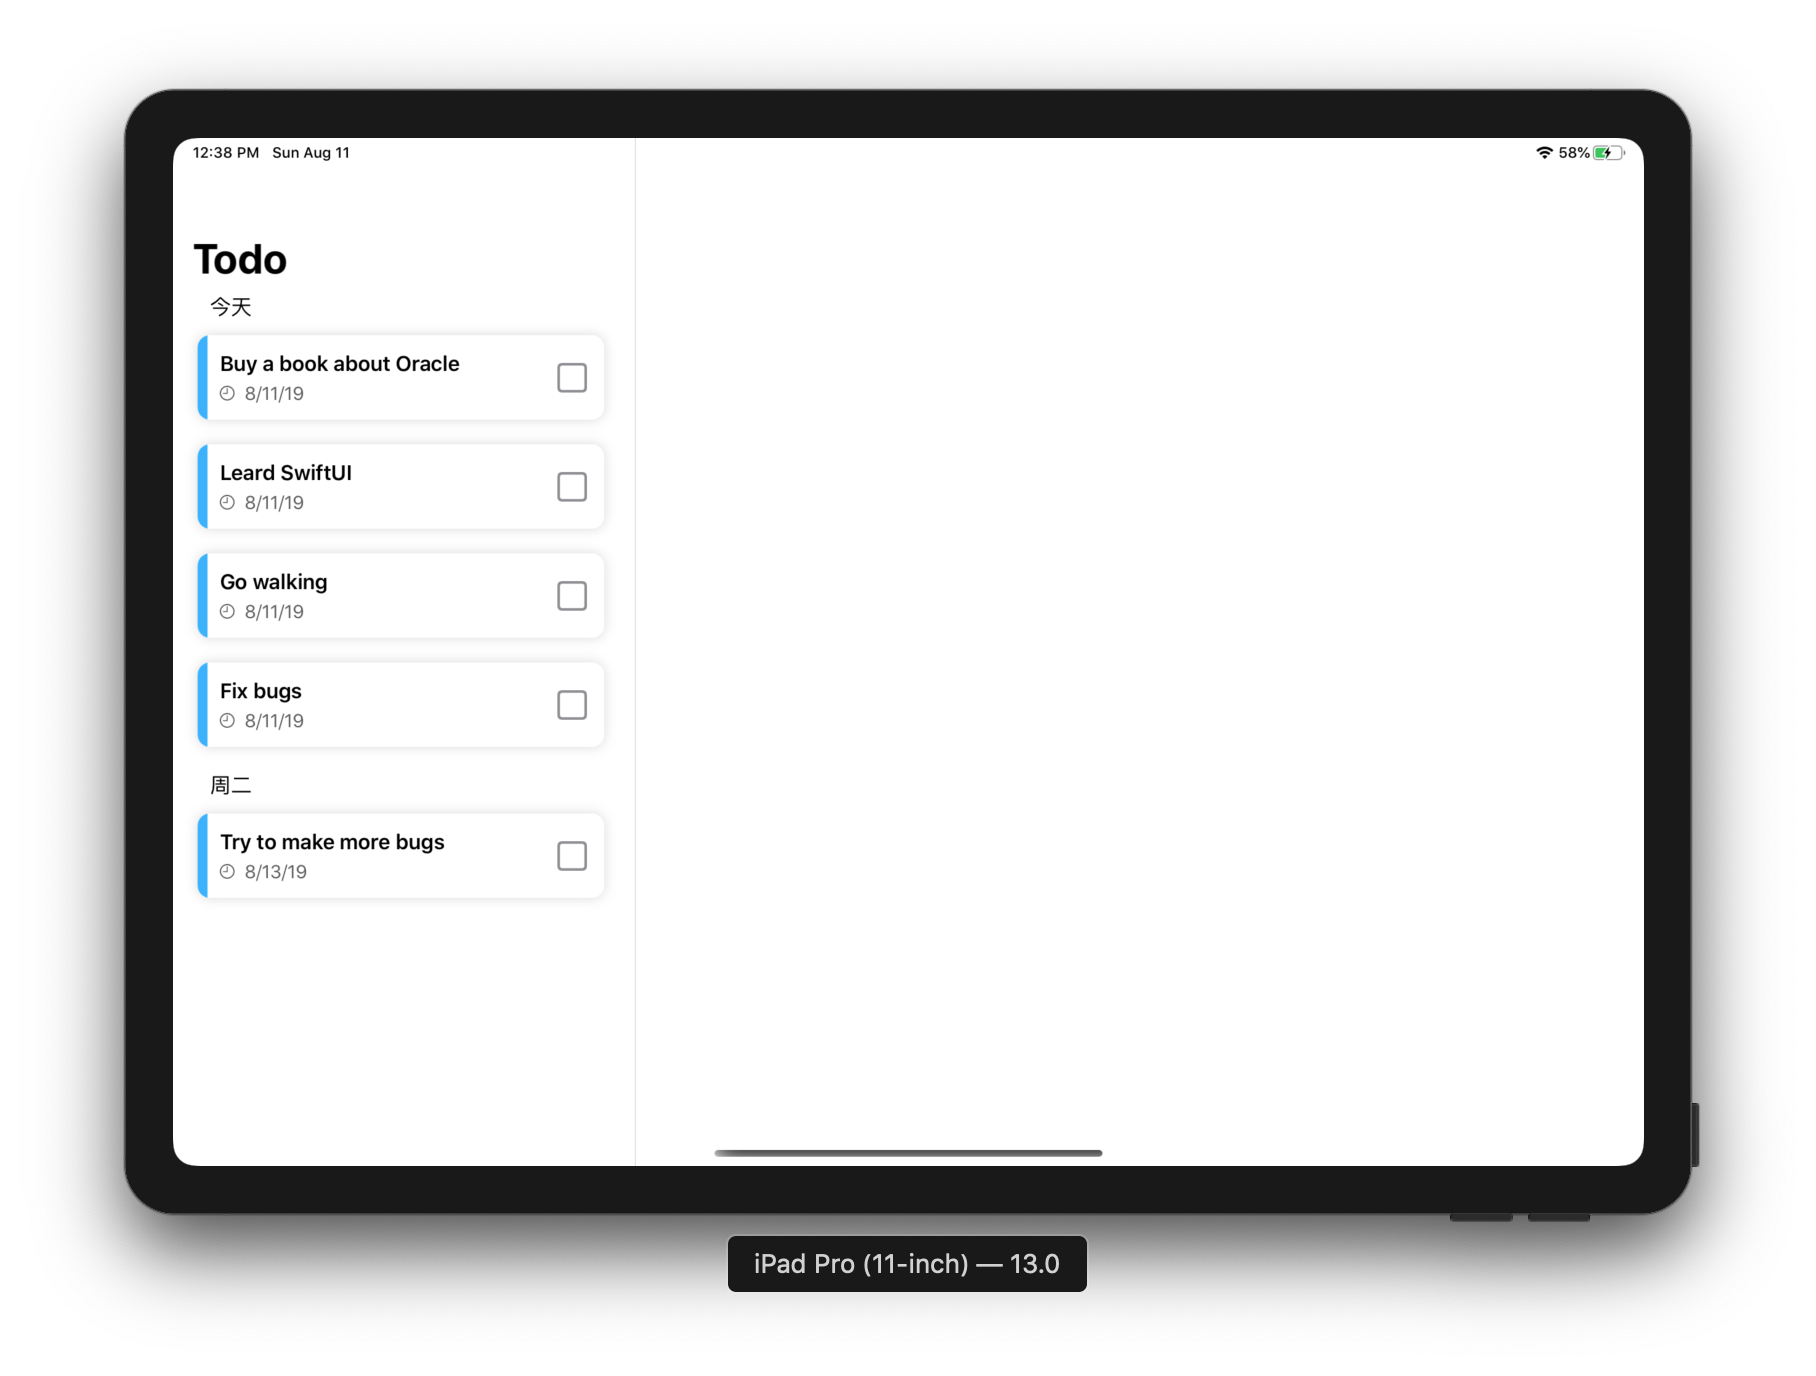 12:38 PM Sun Aug 11
58%
Todo
今天
Buy a book about Oracle
8/11/19
Leard SwiftUI
8/11/19
Go walking
8/11/19
Fix bugs
8/11/19
周二
Try to make more bugs
8/13/19
iPad Pro (11-inch) — 13.0